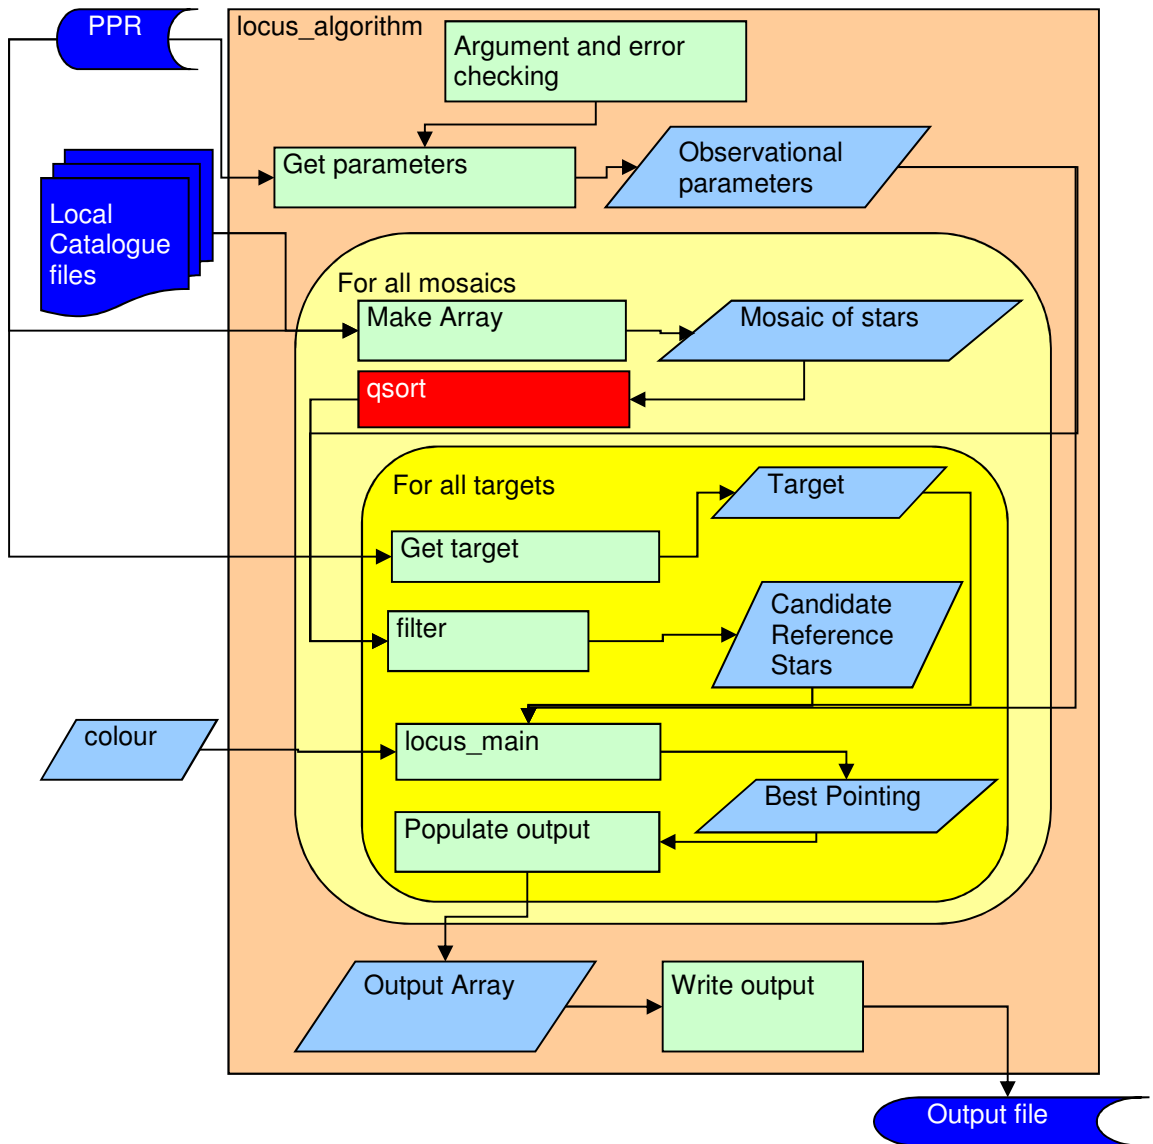 PPR
locus_algorithm
Argument and error
checking
Get parameters
Observational
parameters
Local
Catalogue
files
For all mosaics
Make Array
Mosaic of stars
qsort
For all targets
Target
Get target
Candidate
Reference
Stars
filter
colour
locus_main
Best Pointing
Populate output
Output Array
Write output
Output file